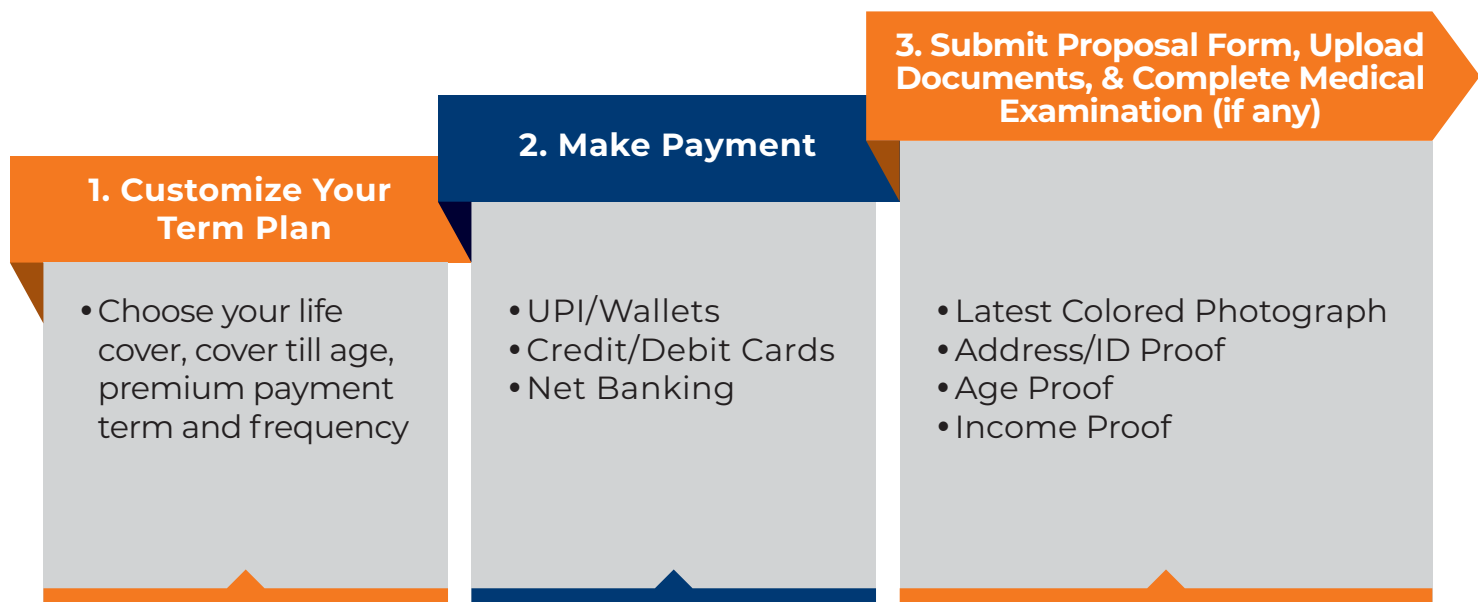 1. Customize Your
Term Plan
• Choose your life
cover, cover till age,
premium payment
term and frequency
2. Make Payment
• UPI/Wallets
• Credit/Debit Cards
• Net Banking
3. Submit Proposal Form, Upload
Documents, & Complete Medical
Examination (if any)
• Latest Colored Photograph
• Address/ID Proof
• Age Proof
• Income Proof